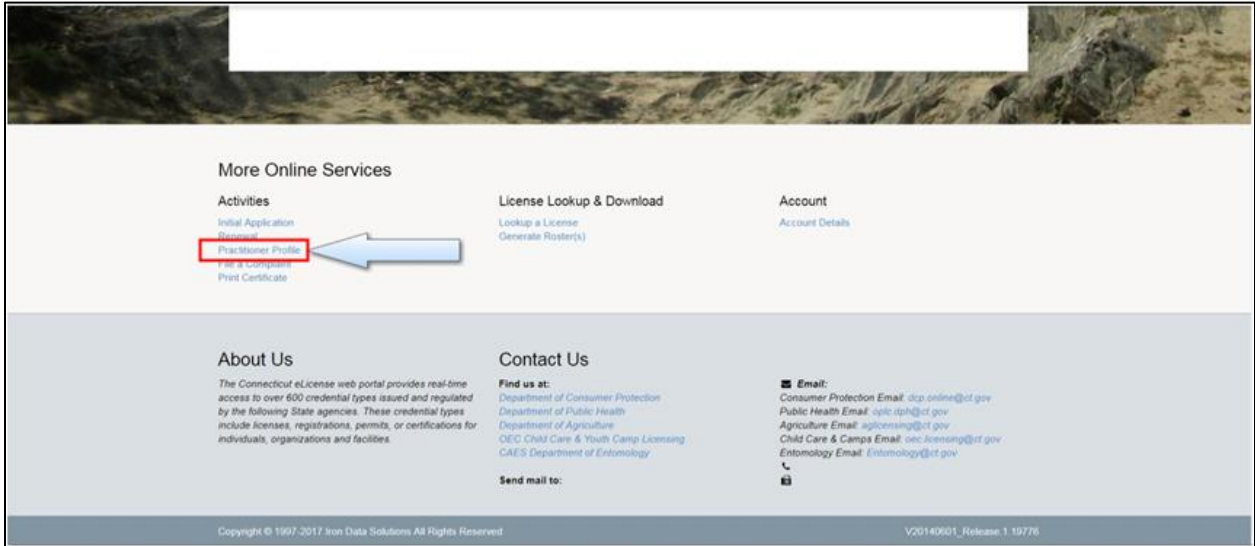 More Online Services
Activities
Initial Application
Renewal
Practitioner Profile
File a Complaint
Print Certificate
License Lookup & Download
Lookup a License
Generate Roster(s)
Account
Account Details
About Us
The Connecticut eLicense web portal provides real-time
access to over 600 credential types issued and regulated
by the following State agencies. These credential types
include licenses, registrations, permits, or certifications for
individuals, organizations and facilities.
Contact Us
Find us at:
Department of Consumer Protection
Department of Public Health
Department of Agriculture
OEC Child Care & Youth Camp Licensing
CAES Department of Entomology
Send mail to:
Email:
Consumer Protection Email: dcp.online@ct.gov
Public Health Email: oplc.dph@ct.gov
Agriculture Email: aglicensing@ct.gov
Child Care & Camps Email: oec.licensing@ct.gov
Entomology Email: Entomology@ct.gov
Copyright © 1997-2017 Iron Data Solutions All Rights Reserved
V20140601_Release.1.19776